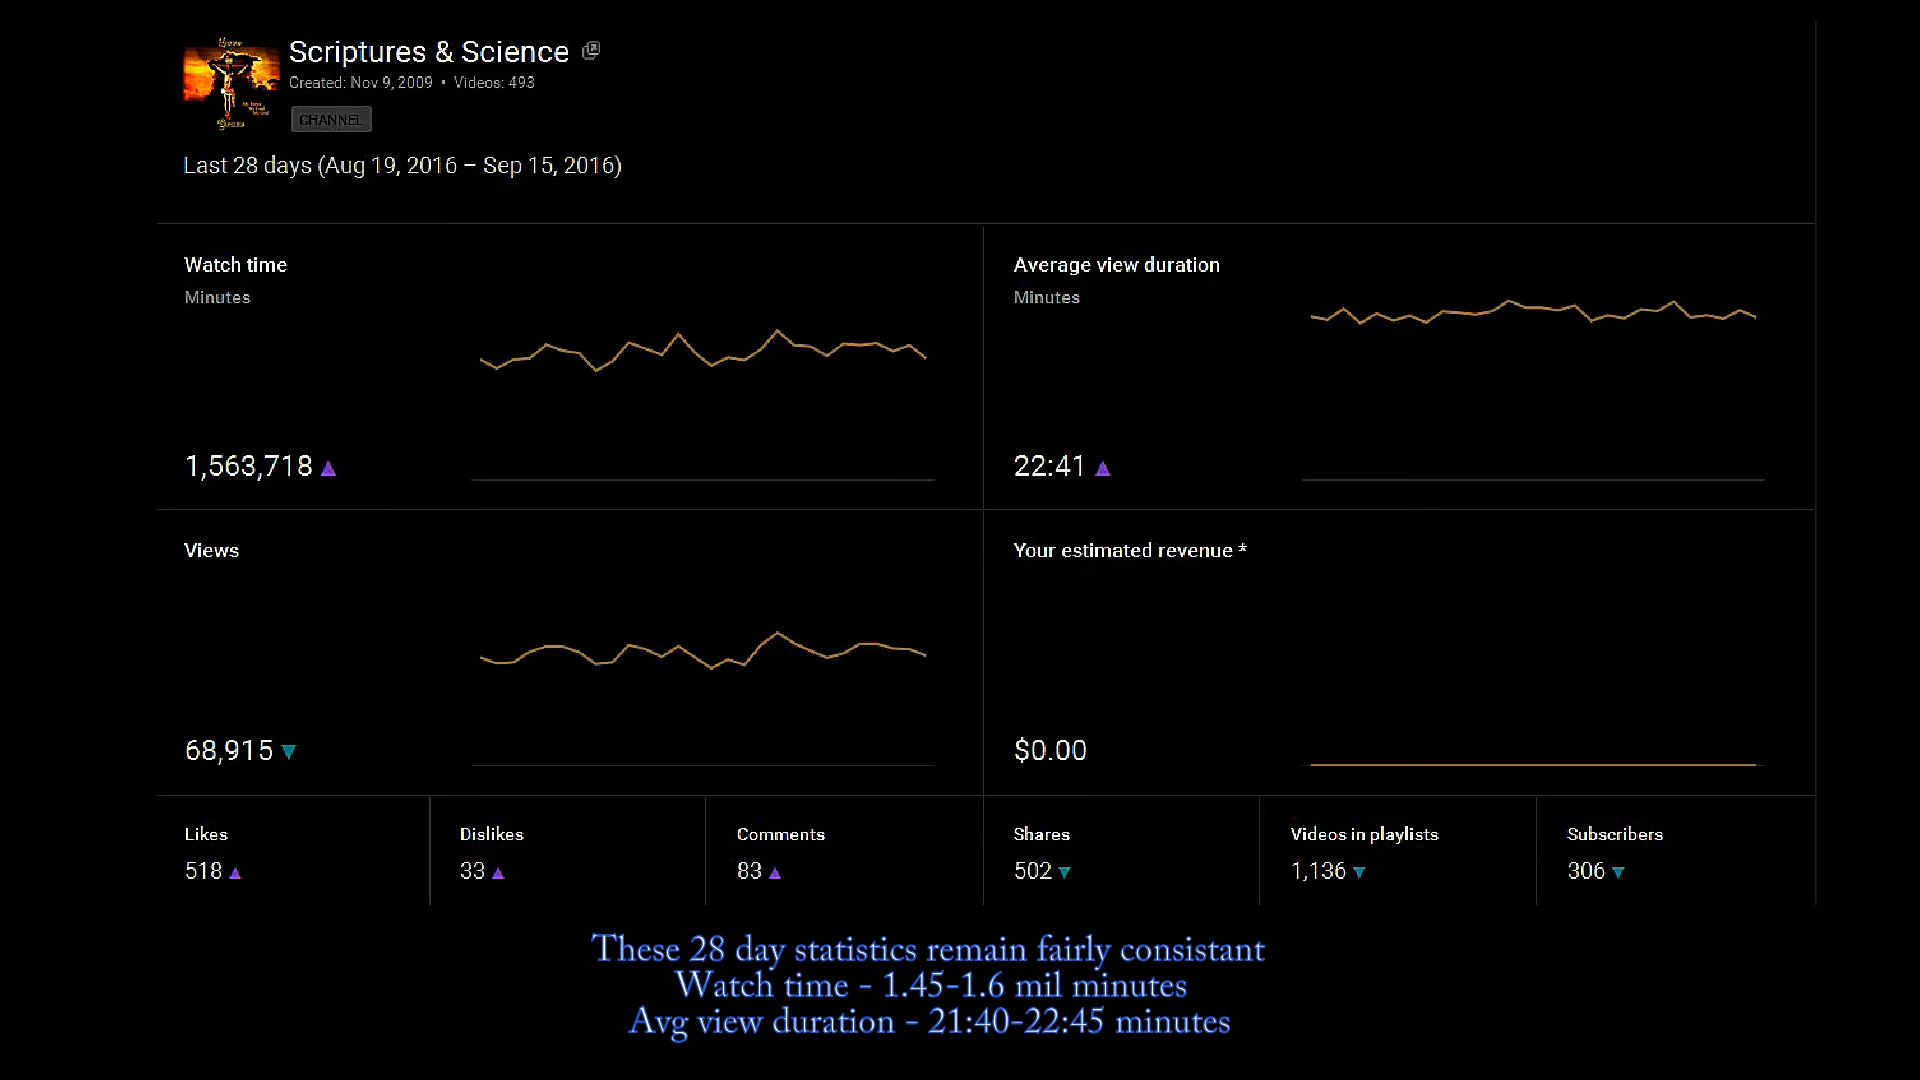 Scriptures & Science
Created: Nov 9, 2009 • Videos: 493
CHANNEL
Last 28 days (Aug 19, 2016 – Sep 15, 2016)
Watch time
Minutes
1,563,718
Average view duration
Minutes
22:41
Views
68,915
Your estimated revenue *
$0.00
Likes
518
Dislikes
33
Comments
83
Shares
502
Videos in playlists
1,136
Subscribers
306
These 28 day statistics remain fairly consistant
Watch time - 1.45-1.6 mil minutes
Avg view duration - 21:40-22:45 minutes